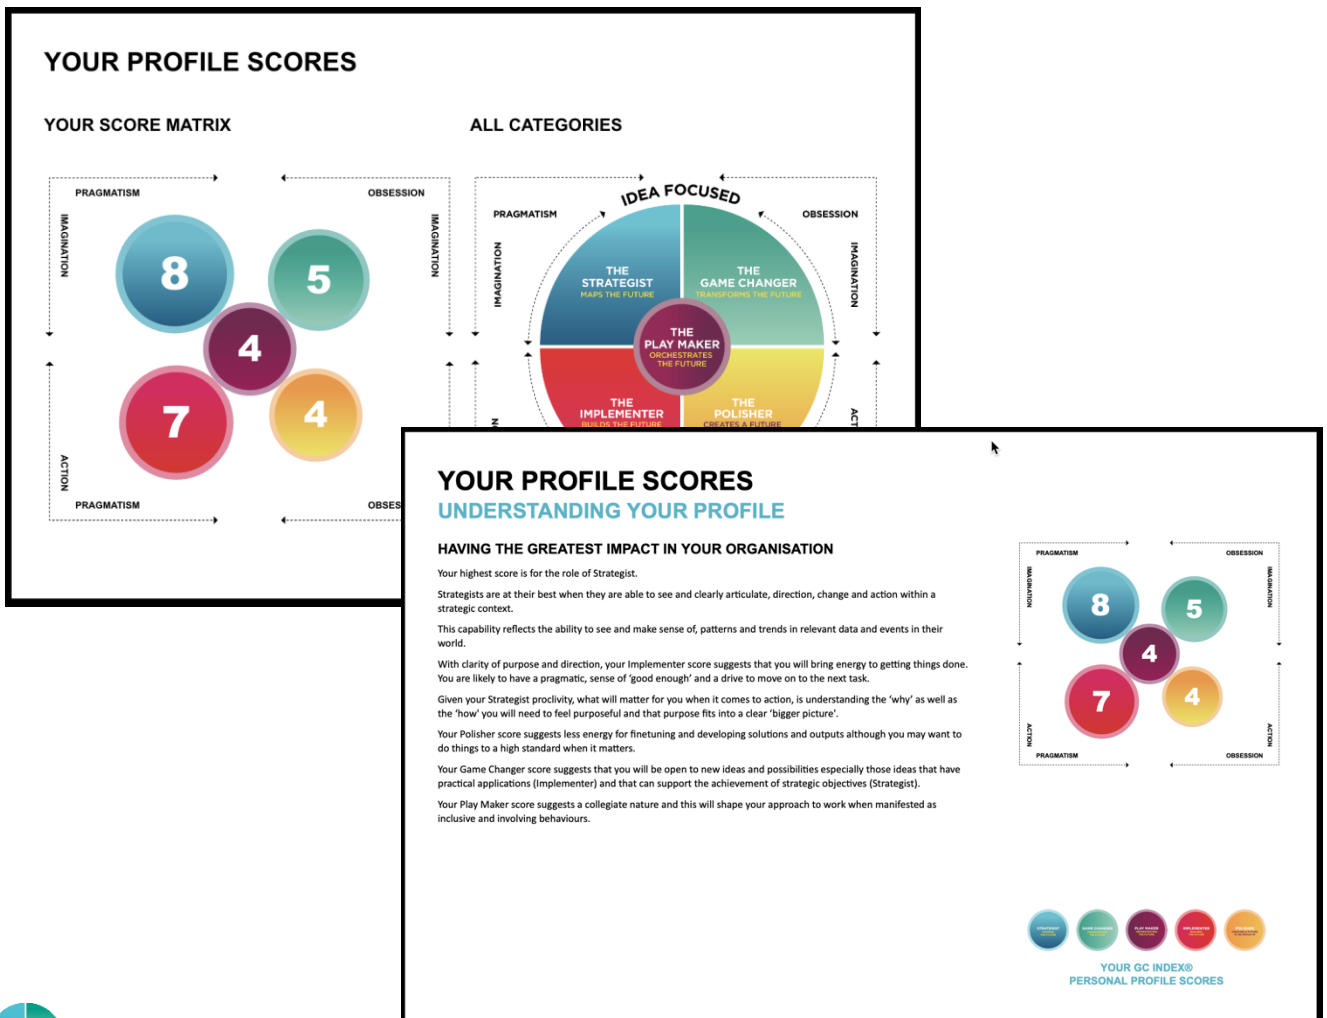 YOUR PROFILE SCORES
YOUR SCORE MATRIX
ALL CATEGORIES
PRAGMATISM
OBSESSION
IMAGINATION
IMAGINATION
8
5
4
7
4
ACTION
PRAGMATISM
OBSES
IDEA FOCUSED
PRAGMATISM
OBSESSION
IMAGINATION
IMAGINATION
THE
STRATEGIST
MAPS THE FUTURE
THE
GAME CHANGER
TRANSFORMS THE FUTURE
THE
PLAY MAKER
ORCHESTRATES
THE FUTURE
THE
IMPLEMENTER
BUILDS THE FUTURE
THE
POLISHER
CREATES A FUTURE
ACT
YOUR PROFILE SCORES
UNDERSTANDING YOUR PROFILE
HAVING THE GREATEST IMPACT IN YOUR ORGANISATION
Your highest score is for the role of Strategist.
Strategists are at their best when they are able to see and clearly articulate, direction, change and action within a
strategic context.
This capability reflects the ability to see and make sense of, patterns and trends in relevant data and events in their
world.
With clarity of purpose and direction, your Implementer score suggests that you will bring energy to getting things done.
You are likely to have a pragmatic, sense of ‘good enough’ and a drive to move on to the next task.
Given your Strategist proclivity, what will matter for you when it comes to action, is understanding the ‘why’ as well as
the ‘how’ you will need to feel purposeful and that purpose fits into a clear ‘bigger picture’.
Your Polisher score suggests less energy for finetuning and developing solutions and outputs although you may want to
do things to a high standard when it matters.
Your Game Changer score suggests that you will be open to new ideas and possibilities especially those ideas that have
practical applications (Implementer) and that can support the achievement of strategic objectives (Strategist).
Your Play Maker score suggests a collegiate nature and this will shape your approach to work when manifested as
inclusive and involving behaviours.
PRAGMATISM
OBSESSION
IMAGINATION
IMAGINATION
8
5
4
7
4
ACTION
ACTION
PRAGMATISM
OBSESSION
STRATEGIST
GAME CHANGER
PLAY MAKER
IMPLEMENTER
POLISHER
YOUR GC INDEX®
PERSONAL PROFILE SCORES